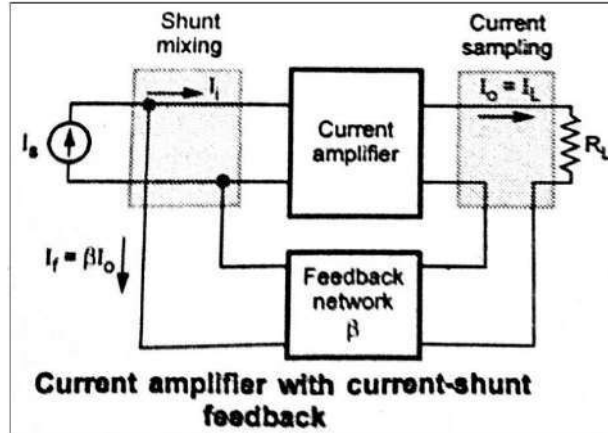 Shunt
mixing
Current
sampling
I_i
I_o = I_L
I_s
Current
amplifier
R_L
I_f = βI_o
Feedback
network
β
Current amplifier with current-shunt
feedback